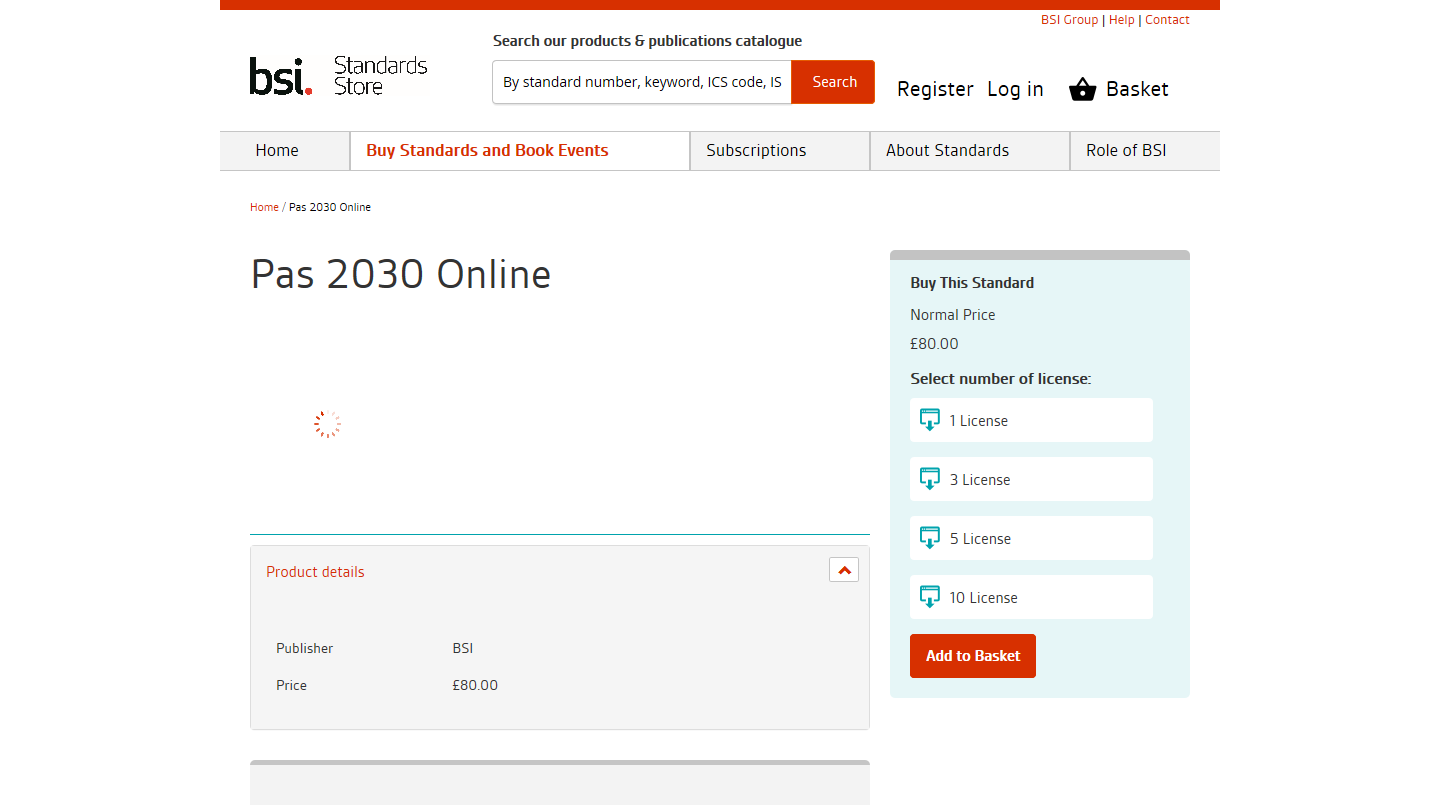 BSI Group | Help | Contact
Search our products & publications catalogue
bsi. Standards
Store
By standard number, keyword, ICS code, IS
Search
Register
Log in
Basket
Home
Buy Standards and Book Events
Subscriptions
About Standards
Role of BSI
Home / Pas 2030 Online
Pas 2030 Online
Product details
Publisher BSI
Price £80.00
Buy This Standard
Normal Price
£80.00
Select number of license:
1 License
3 License
5 License
10 License
Add to Basket